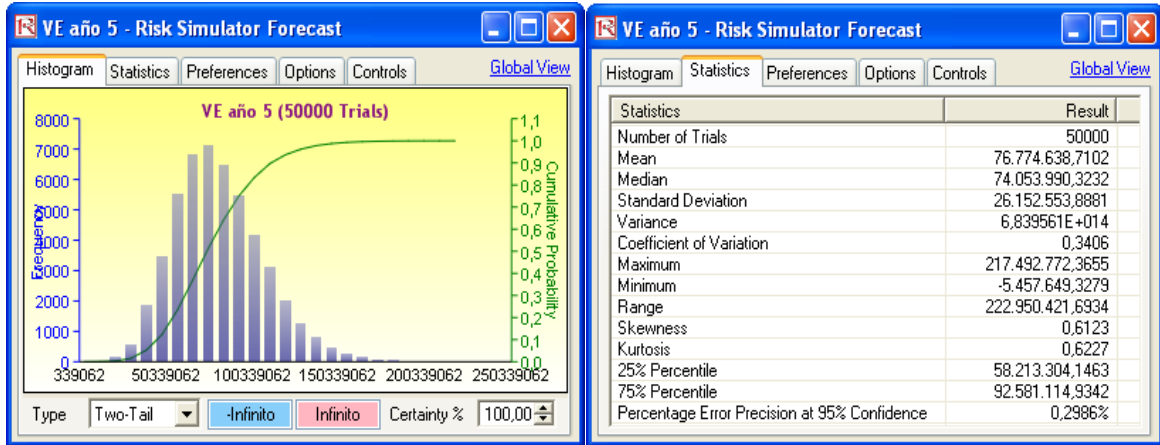 VE año 5 - Risk Simulator Forecast
Histogram Statistics Preferences Options Controls Global View
VE año 5 (50000 Trials)
8000
7000
6000
5000
4000
3000
2000
1000
0
Frequency
1,1
1,0
0,9
0,8
0,7
0,6
0,5
0,4
0,3
0,2
0,1
0,0
Cumulative Probability
339062 50339062 100339062 150339062 200339062 250339062
Type Two-Tail -Infinito Infinito Certainty % 100,00
VE año 5 - Risk Simulator Forecast
Histogram Statistics Preferences Options Controls Global View
Statistics Result
Number of Trials 50000
Mean 76.774.638,7102
Median 74.053.990,3232
Standard Deviation 26.152.553,8881
Variance 6,839561E+014
Coefficient of Variation 0,3406
Maximum 217.492.772,3655
Minimum -5.457.649,3279
Range 222.950.421,6934
Skewness 0,6123
Kurtosis 0,6227
25% Percentile 58.213.304,1463
75% Percentile 92.581.114,9342
Percentage Error Precision at 95% Confidence 0,2986%